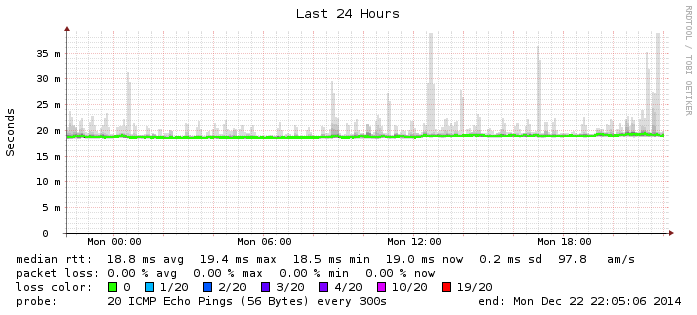 Last 24 Hours
RRDTOOL / TOBI OETIKER
Seconds
35 m
30 m
25 m
20 m
15 m
10 m
5 m
0
Mon 00:00 Mon 06:00 Mon 12:00 Mon 18:00
median rtt: 18.8 ms avg 19.4 ms max 18.5 ms min 19.0 ms now 0.2 ms sd 97.8 am/s
packet loss: 0.00 % avg 0.00 % max 0.00 % min 0.00 % now
loss color: 0 1/20 2/20 3/20 4/20 10/20 19/20
probe: 20 ICMP Echo Pings (56 Bytes) every 300s end: Mon Dec 22 22:05:06 2014